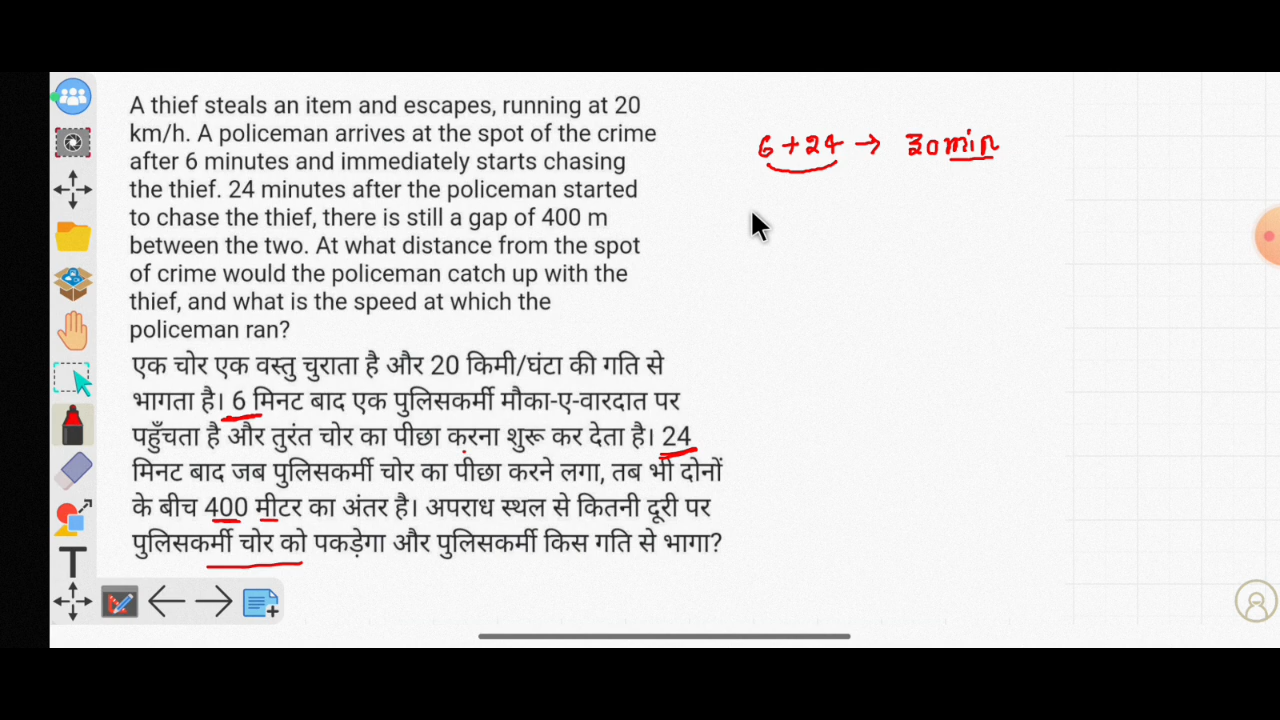 A thief steals an item and escapes, running at 20
km/h. A policeman arrives at the spot of the crime
after 6 minutes and immediately starts chasing
the thief. 24 minutes after the policeman started
to chase the thief, there is still a gap of 400 m
between the two. At what distance from the spot
of crime would the policeman catch up with the
thief, and what is the speed at which the
policeman ran?
एक चोर एक वस्तु चुराता है और 20 किमी/घंटा की गति से
भागता है। 6 मिनट बाद एक पुलिसकर्मी मौका-ए-वारदात पर
पहुँचता है और तुरंत चोर का पीछा करना शुरू कर देता है। 24
मिनट बाद जब पुलिसकर्मी चोर का पीछा करने लगा, तब भी दोनों
के बीच 400 मीटर का अंतर है। अपराध स्थल से कितनी दूरी पर
पुलिसकर्मी चोर को पकड़ेगा और पुलिसकर्मी किस गति से भागा?
6+24 → 30min
T